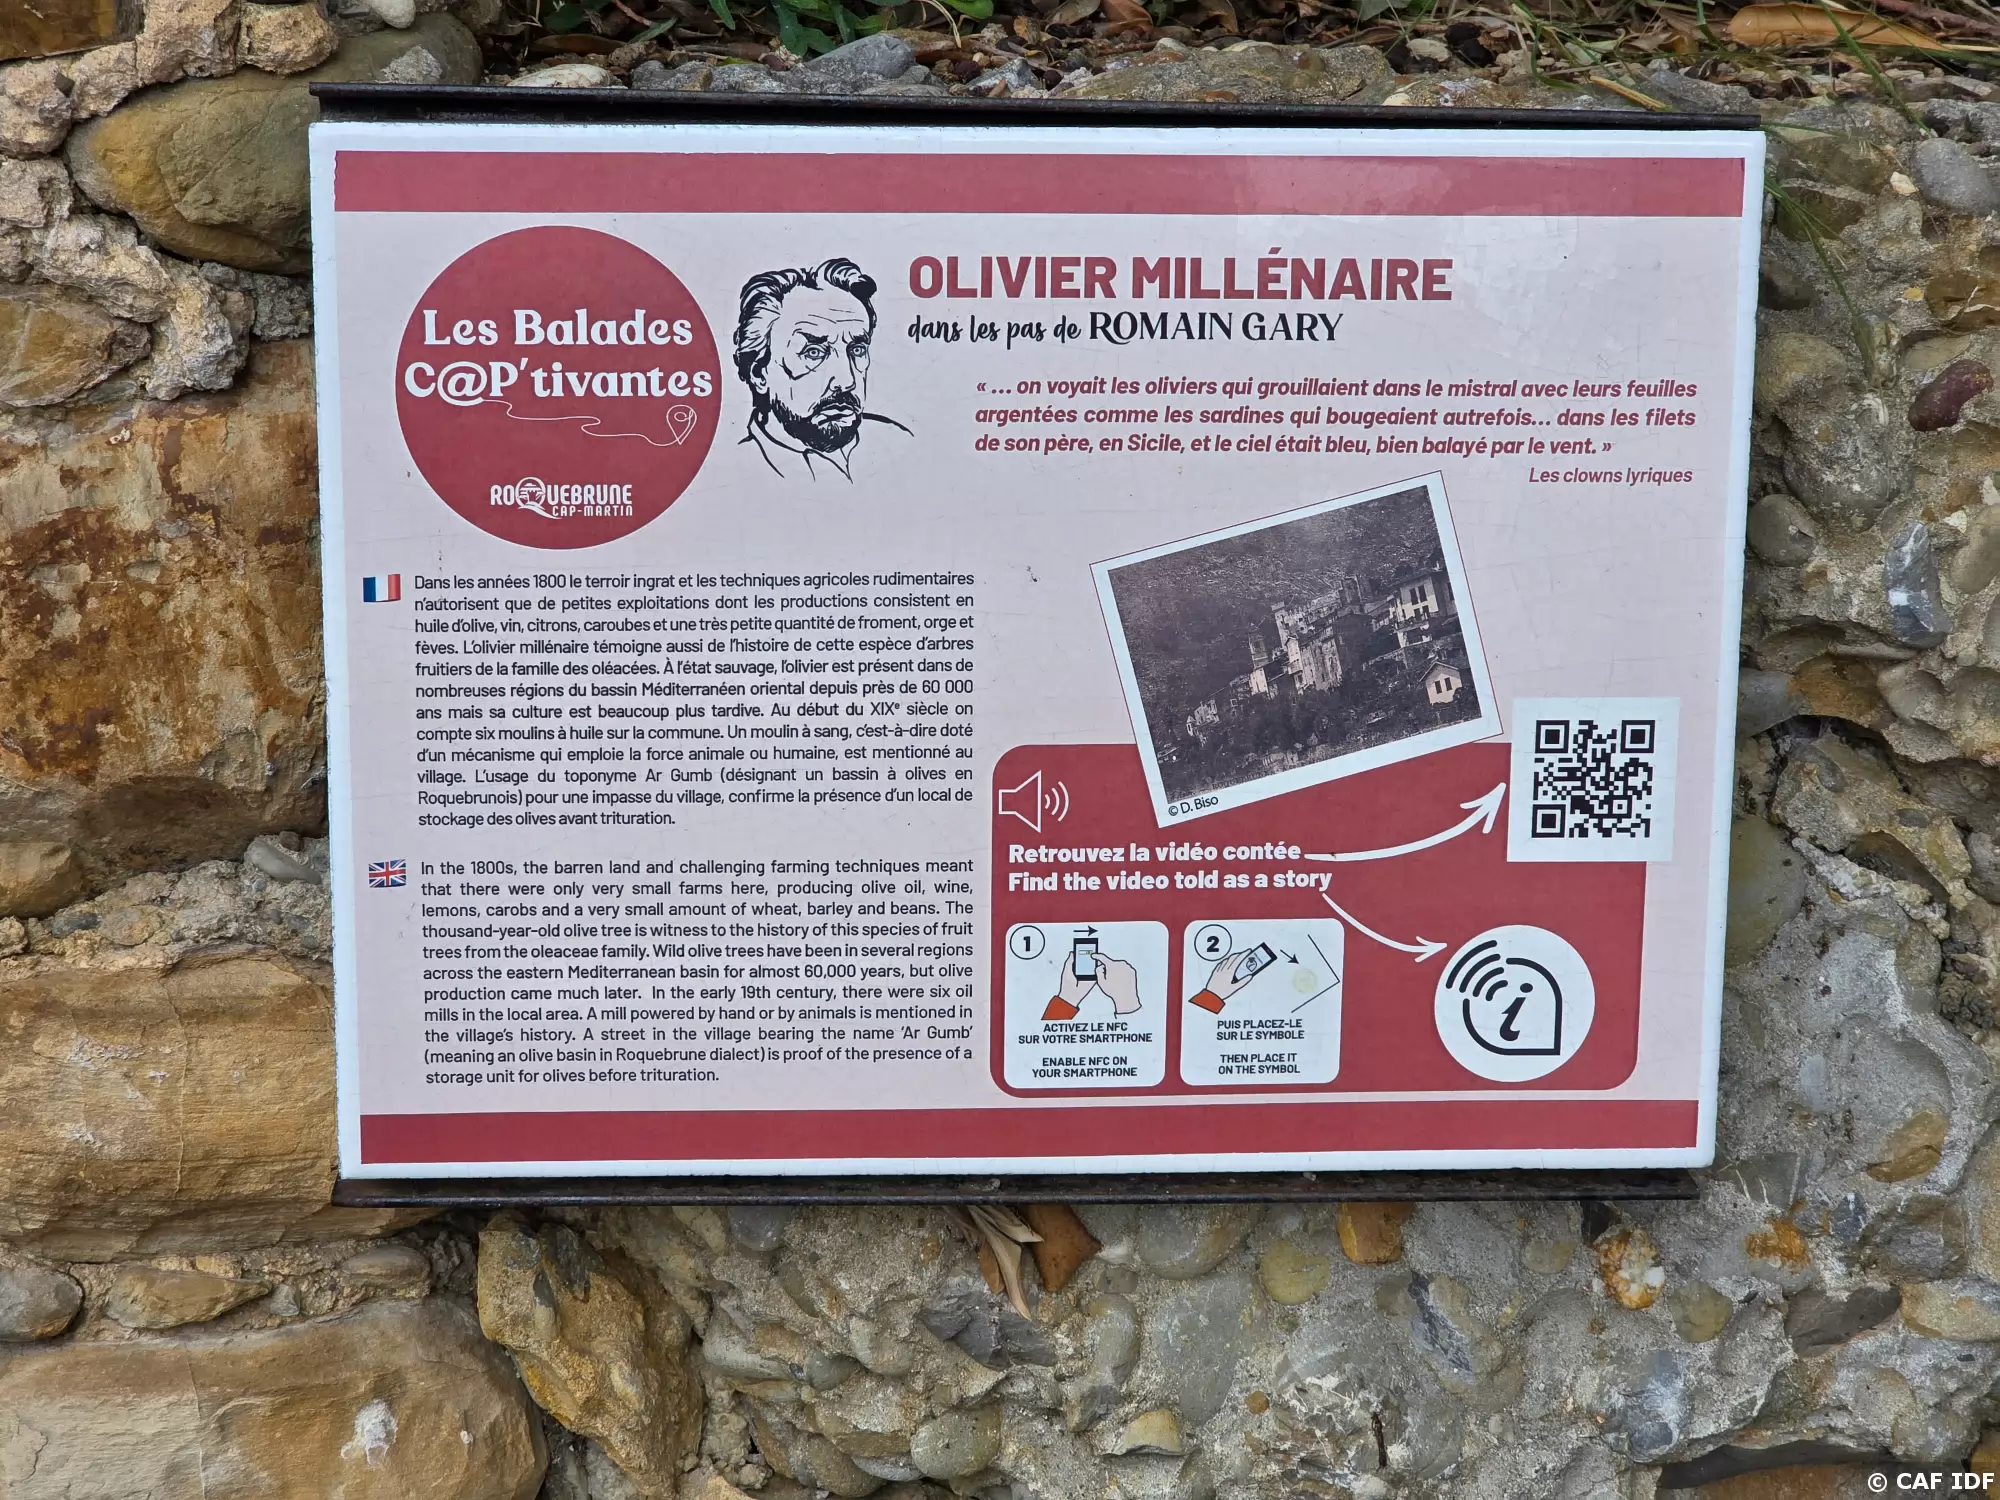 Les Balades
C@P'tivantes
ROQUEBRUNE
CAP-MARTIN
OLIVIER MILLÉNAIRE
dans les pas de ROMAIN GARY
« ... on voyait les oliviers qui grouillaient dans le mistral avec leurs feuilles
argentées comme les sardines qui bougeaient autrefois... dans les filets
de son père, en Sicile, et le ciel était bleu, bien balayé par le vent. »
Les clowns lyriques
Dans les années 1800 le terroir ingrat et les techniques agricoles rudimentaires
n'autorisent que de petites exploitations dont les productions consistent en
huile d'olive, vin, citrons, caroubes et une très petite quantité de froment, orge et
fèves. L'olivier millénaire témoigne aussi de l'histoire de cette espèce d'arbres
fruitiers de la famille des oléacées. À l'état sauvage, l'olivier est présent dans de
nombreuses régions du bassin Méditerranéen oriental depuis près de 60 000
ans mais sa culture est beaucoup plus tardive. Au début du XIXe siècle on
compte six moulins à huile sur la commune. Un moulin à sang, c'est-à-dire doté
d'un mécanisme qui emploie la force animale ou humaine, est mentionné au
village. L'usage du toponyme Ar Gumb (désignant un bassin à olives en
Roquebrunois) pour une impasse du village, confirme la présence d'un local de
stockage des olives avant trituration.
In the 1800s, the barren land and challenging farming techniques meant
that there were only very small farms here, producing olive oil, wine,
lemons, carobs and a very small amount of wheat, barley and beans. The
thousand-year-old olive tree is witness to the history of this species of fruit
trees from the oleaceae family. Wild olive trees have been in several regions
across the eastern Mediterranean basin for almost 60,000 years, but olive
production came much later. In the early 19th century, there were six oil
mills in the local area. A mill powered by hand or by animals is mentioned in
the village's history. A street in the village bearing the name 'Ar Gumb'
(meaning an olive basin in Roquebrune dialect) is proof of the presence of a
storage unit for olives before trituration.
© D. Biso
Retrouvez la vidéo contée
Find the video told as a story
1
ACTIVEZ LE NFC
SUR VOTRE SMARTPHONE
ENABLE NFC ON
YOUR SMARTPHONE
2
PUIS PLACEZ-LE
SUR LE SYMBOLE
THEN PLACE IT
ON THE SYMBOL
i
© CAF IDF